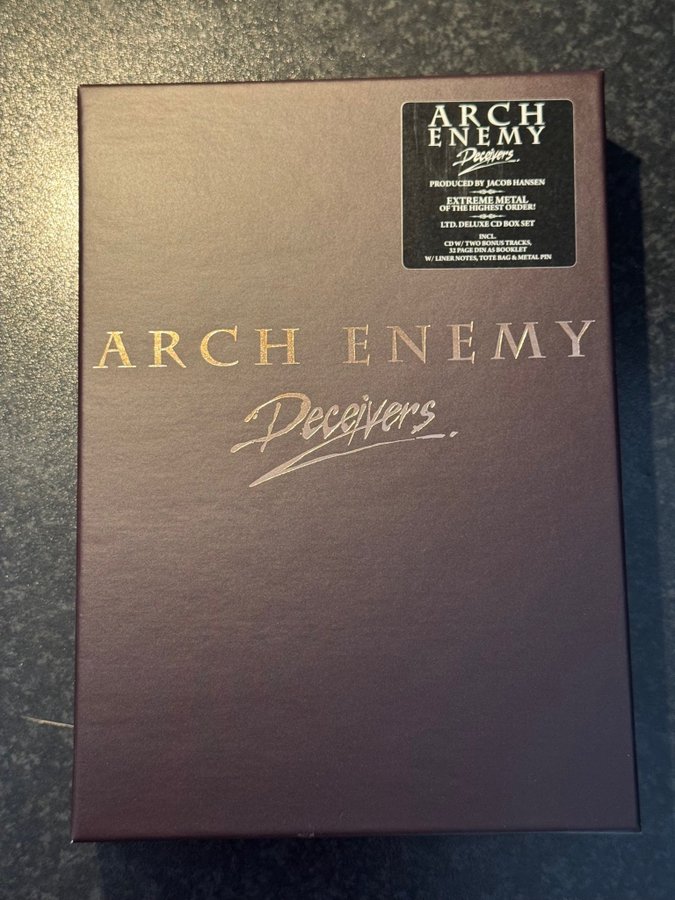 ARCH
ENEMY
Deceivers.
PRODUCED BY JACOB HANSEN
EXTREME METAL
OF THE HIGHEST ORDER!
LTD. DELUXE CD BOX SET
INCL.
CD W/ TWO BONUS TRACKS,
32 PAGE DIN A5 BOOKLET
W/ LINER NOTES, TOTE BAG & METAL PIN
ARCH ENEMY
Deceivers.